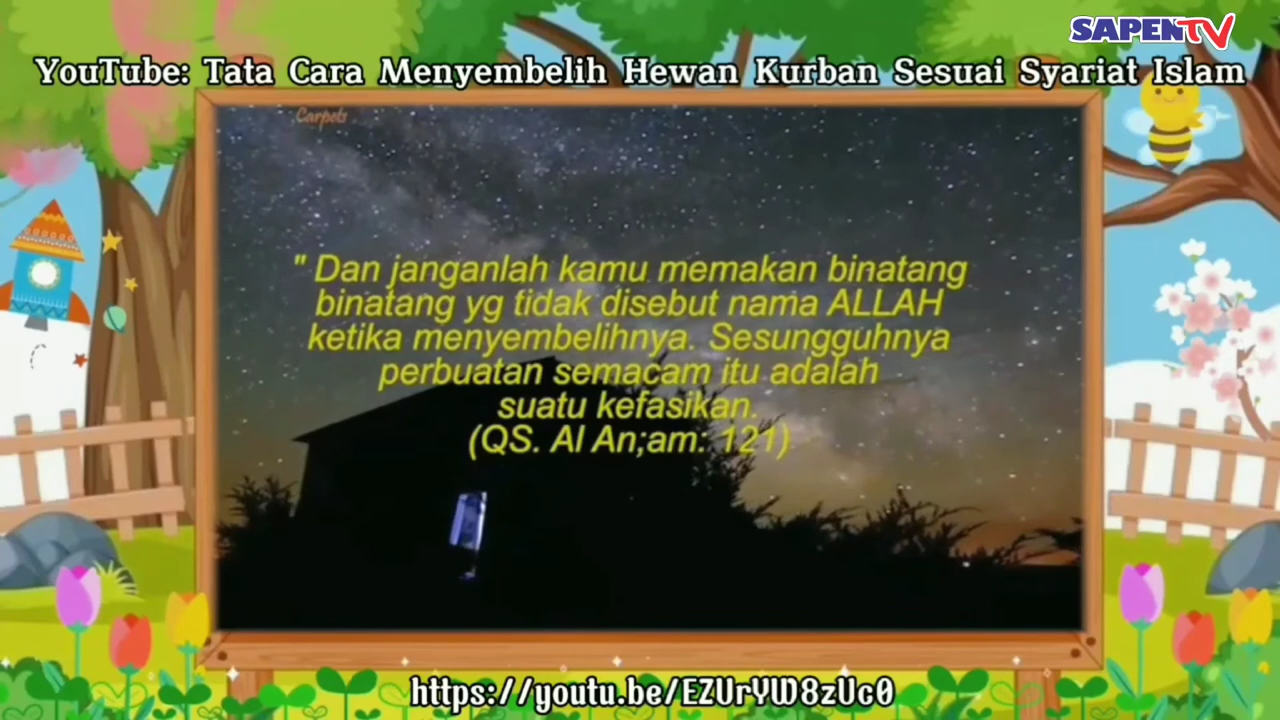 SAPENTV
YouTube: Tata Cara Menyembelih Hewan Kurban Sesuai Syariat Islam
Carpets
" Dan janganlah kamu memakan binatang
binatang yg tidak disebut nama ALLAH
ketika menyembelihnya. Sesungguhnya
perbuatan semacam itu adalah
suatu kefasikan.
(QS. Al An;am: 121)
https://youtu.be/EZUrYW8zUc0